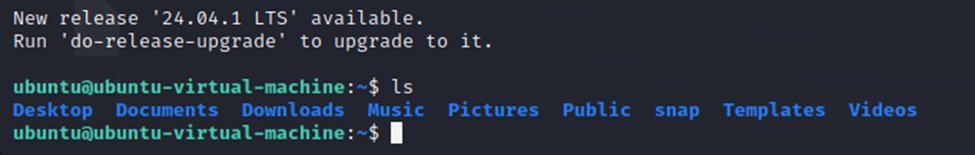 New release '24.04.1 LTS' available.
Run 'do-release-upgrade' to upgrade to it.
ubuntu@ubuntu-virtual-machine:~$ ls
Desktop  Documents  Downloads  Music  Pictures  Public  snap  Templates  Videos
ubuntu@ubuntu-virtual-machine:~$